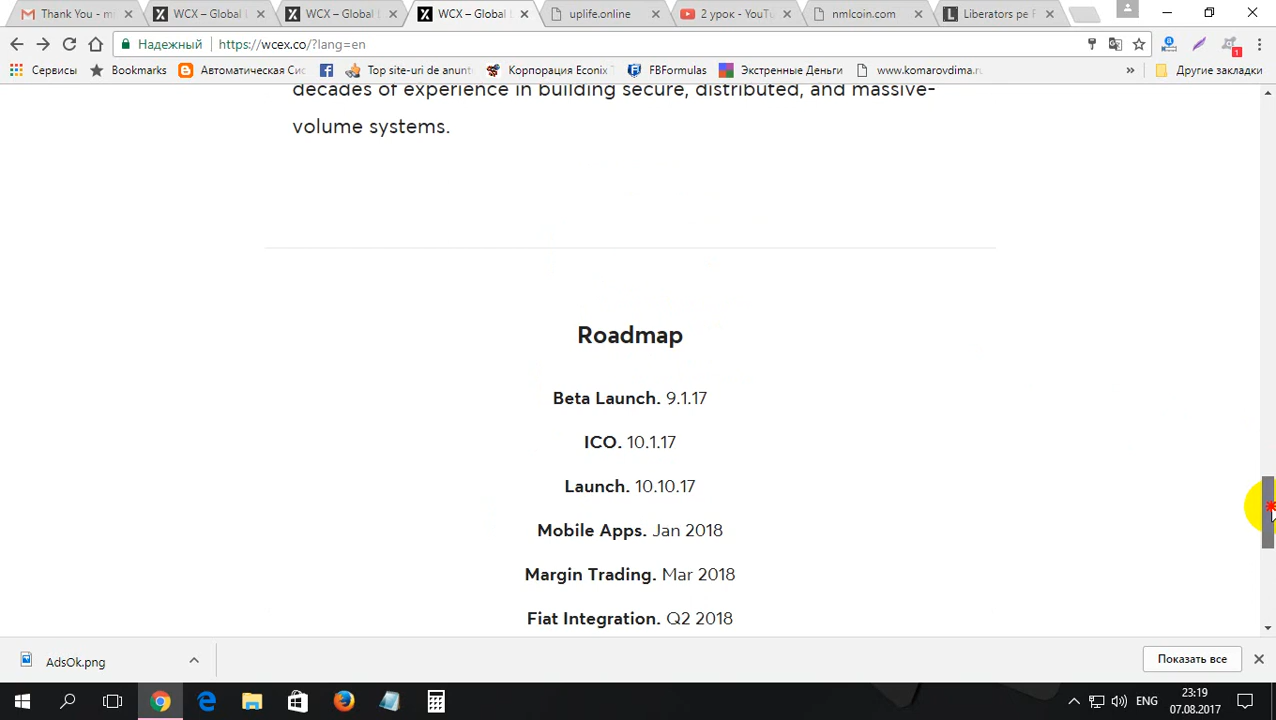 Thank You - mi
WCX – Global L
WCX – Global L
WCX – Global L
uplife.online
2 урок - YouTu
nmlcoin.com
Liberators pe F
Надежный
https://wcex.co/?lang=en
Сервисы
Bookmarks
Автоматическая Сис
Top site-uri de an
Корпорация Econix
FBFormulas
Экстренные Деньги
www.komarovdima.ru
»
Другие закладки
decades of experience in building secure, distributed, and massive-
volume systems.
Roadmap
Beta Launch. 9.1.17
ICO. 10.1.17
Launch. 10.10.17
Mobile Apps. Jan 2018
Margin Trading. Mar 2018
Fiat Integration. Q2 2018
AdsOk.png
Показать все
ENG
23:19
07.08.2017